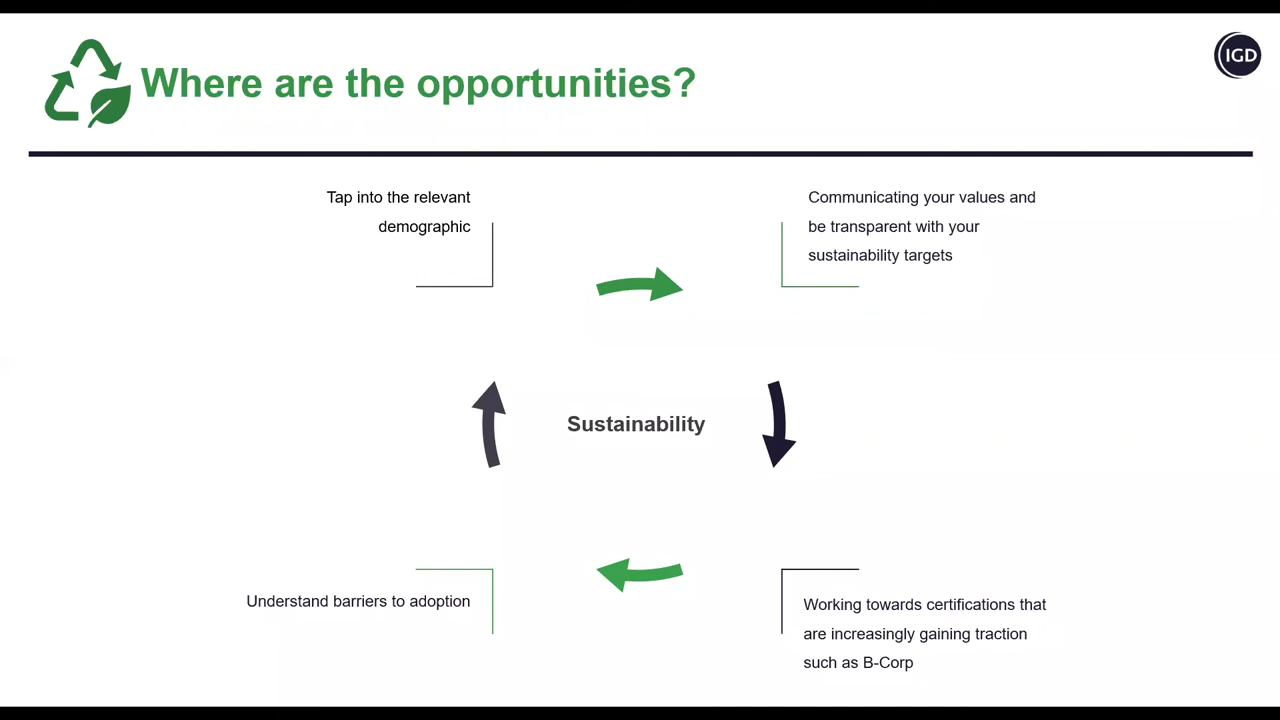 Where are the opportunities?
IGD
Tap into the relevant
demographic
Communicating your values and
be transparent with your
sustainability targets
Sustainability
Understand barriers to adoption
Working towards certifications that
are increasingly gaining traction
such as B-Corp